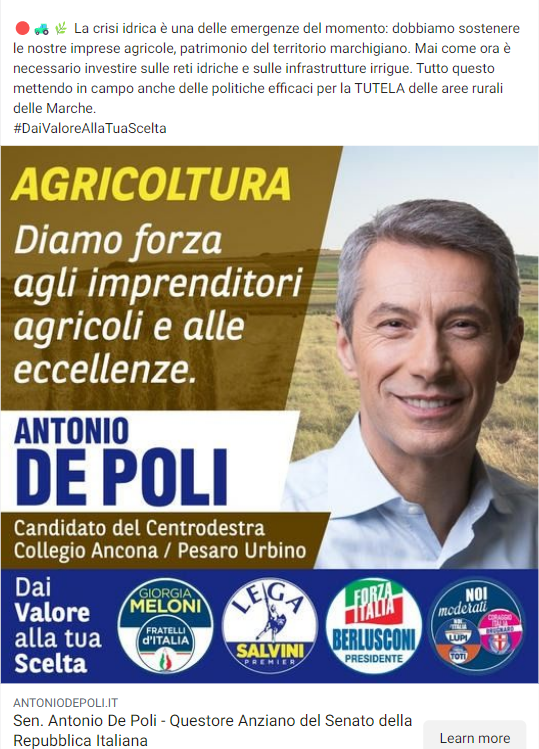 🔴🚜🌿 La crisi idrica è una delle emergenze del momento: dobbiamo sostenere
le nostre imprese agricole, patrimonio del territorio marchigiano. Mai come ora è
necessario investire sulle reti idriche e sulle infrastrutture irrigue. Tutto questo
mettendo in campo anche delle politiche efficaci per la TUTELA delle aree rurali
delle Marche.
#DaiValoreAllaTuaScelta
AGRICOLTURA
Diamo forza
agli imprenditori
agricoli e alle
eccellenze.
ANTONIO
DE POLI
Candidato del Centrodestra
Collegio Ancona / Pesaro Urbino
Dai
Valore
alla tua
Scelta
GIORGIA
MELONI
FRATELLI
d'ITALIA
LEGA
SALVINI
PREMIER
FORZA
ITALIA
BERLUSCONI
PRESIDENTE
NOI
moderati
LUPI
TOTI
CORAGGIO
ITALIA
BRUGNARO
ANTONIODEPOLI.IT
Sen. Antonio De Poli - Questore Anziano del Senato della
Repubblica Italiana
Learn more